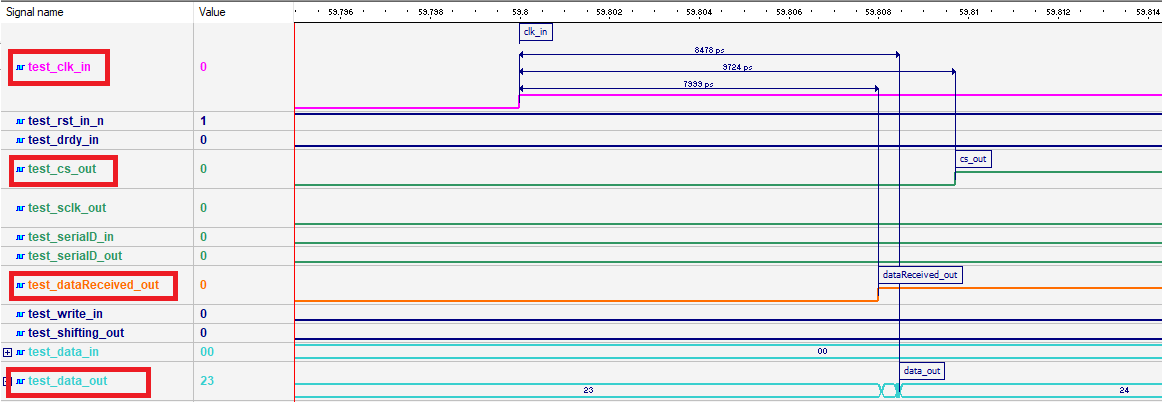 Signal name Value 59.796 59.798 59.8 59.802 59.804 59.806 59.808 59.81 59.812 59.814
clk_in
8478 ps
test_clk_in 0
9724 ps
7999 ps
test_rst_in_n 1
test_drdy_in 0
cs_out
test_cs_out 0
test_sclk_out 0
test_serialD_in 0
test_serialD_out 0
dataReceived_out
test_dataReceived_out 0
test_write_in 0
test_shifting_out 0
test_data_in 00 00
data_out
test_data_out 23 23 24